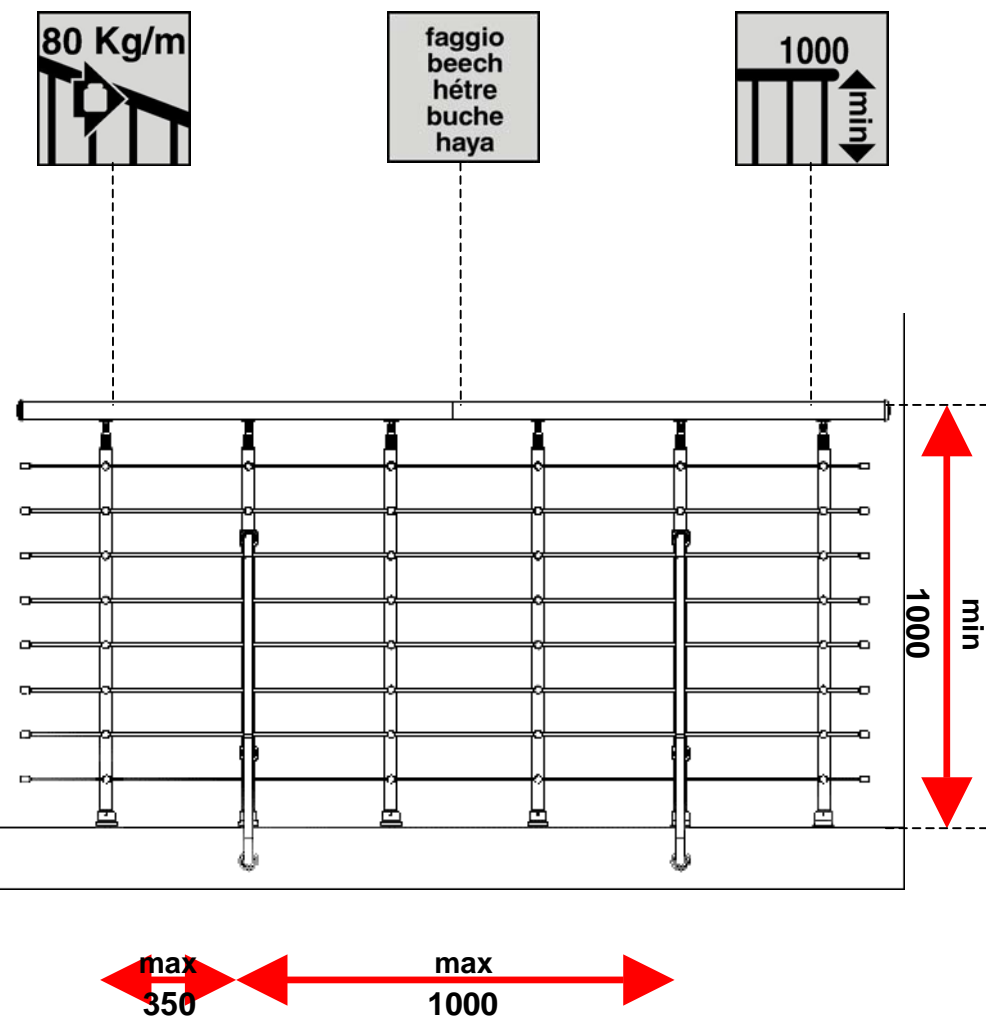 80 Kg/m
faggio
beech
hétre
buche
haya
1000
min
min
1000
max
350
max
1000